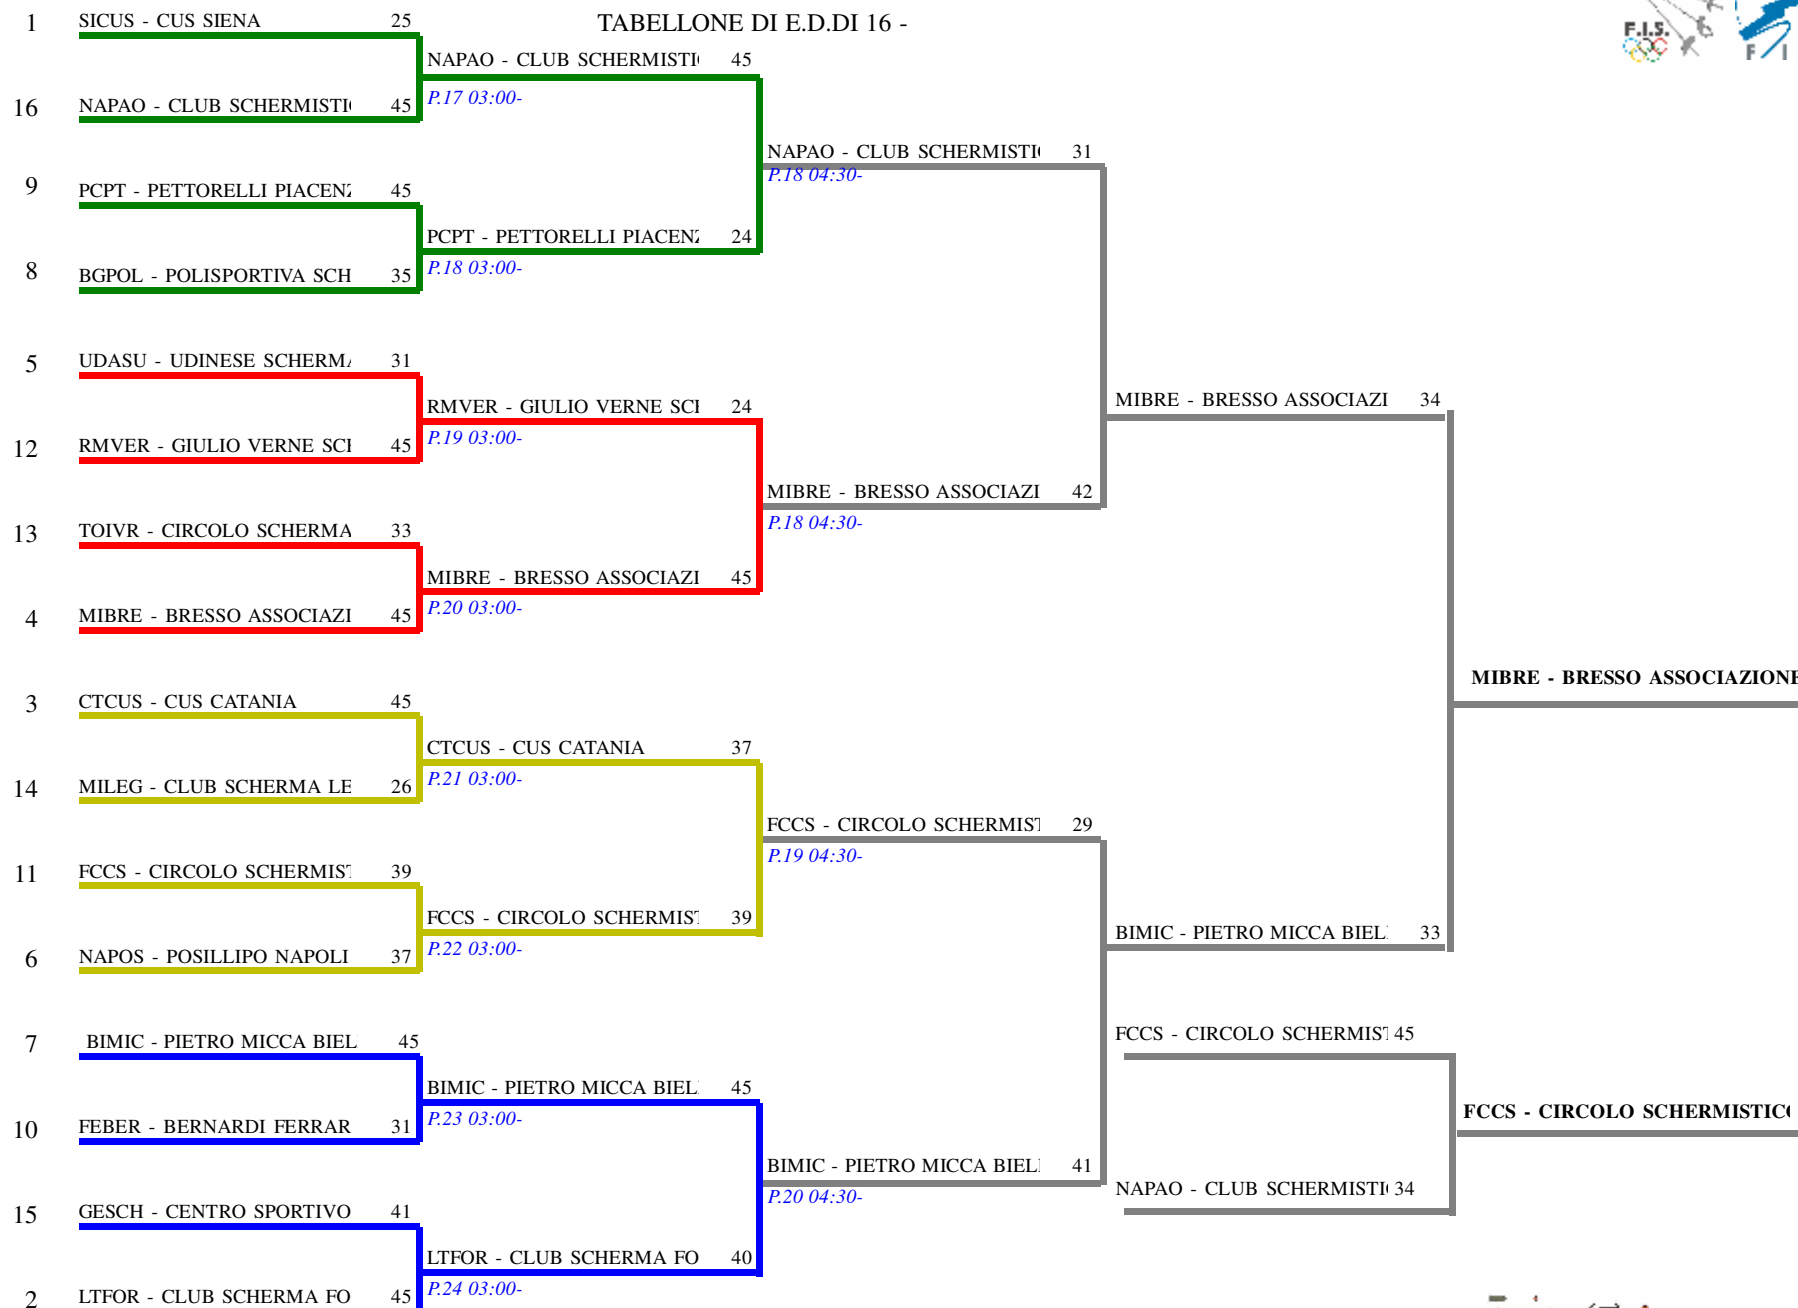 TABELLONE DI E.D.DI 16 -
F.I.S.
F I
1 SICUS - CUS SIENA 25
NAPAO - CLUB SCHERMISTI 45
P.17 03:00-
16 NAPAO - CLUB SCHERMISTI 45
NAPAO - CLUB SCHERMISTI 31
P.18 04:30-
9 PCPT - PETTORELLI PIACEN 45
PCPT - PETTORELLI PIACEN 24
P.18 03:00-
8 BGPOL - POLISPORTIVA SCH 35
5 UDASU - UDINESE SCHERMA 31
RMVER - GIULIO VERNE SCH 24
P.19 03:00-
MIBRE - BRESSO ASSOCIAZI 34
12 RMVER - GIULIO VERNE SCH 45
MIBRE - BRESSO ASSOCIAZI 42
P.18 04:30-
13 TOIVR - CIRCOLO SCHERMA 33
MIBRE - BRESSO ASSOCIAZI 45
P.20 03:00-
4 MIBRE - BRESSO ASSOCIAZI 45
MIBRE - BRESSO ASSOCIAZIONE
3 CTCUS - CUS CATANIA 45
CTCUS - CUS CATANIA 37
P.21 03:00-
14 MILEG - CLUB SCHERMA LE 26
FCCS - CIRCOLO SCHERMIST 29
P.19 04:30-
11 FCCS - CIRCOLO SCHERMIST 39
FCCS - CIRCOLO SCHERMIST 39
P.22 03:00-
BIMIC - PIETRO MICCA BIEL 33
6 NAPOS - POSILLIPO NAPOLI 37
7 BIMIC - PIETRO MICCA BIEL 45
FCCS - CIRCOLO SCHERMIST 45
BIMIC - PIETRO MICCA BIEL 45
P.23 03:00-
FCCS - CIRCOLO SCHERMISTICO
10 FEBER - BERNARDI FERRAR 31
BIMIC - PIETRO MICCA BIEL 41
P.20 04:30-
NAPAO - CLUB SCHERMISTI 34
15 GESCH - CENTRO SPORTIVO 41
LTFOR - CLUB SCHERMA FO 40
P.24 03:00-
2 LTFOR - CLUB SCHERMA FO 45